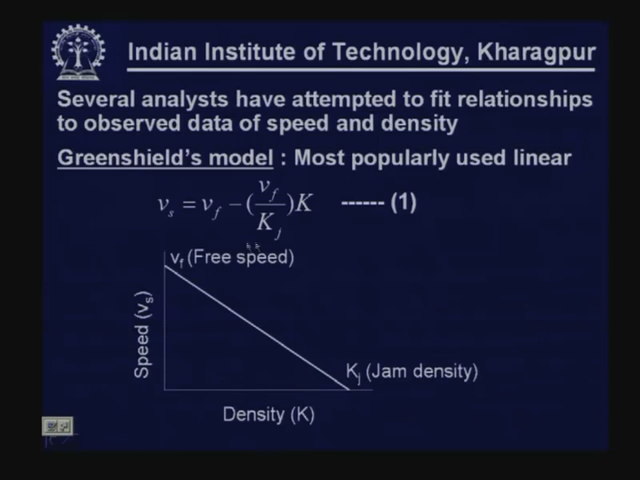 Indian Institute of Technology, Kharagpur
Several analysts have attempted to fit relationships
to observed data of speed and density
Greenshield's model : Most popularly used linear
v_s = v_f - (v_f / K_j) K ------ (1)
v_f (Free speed)
Speed (v_s)
K_j (Jam density)
Density (K)